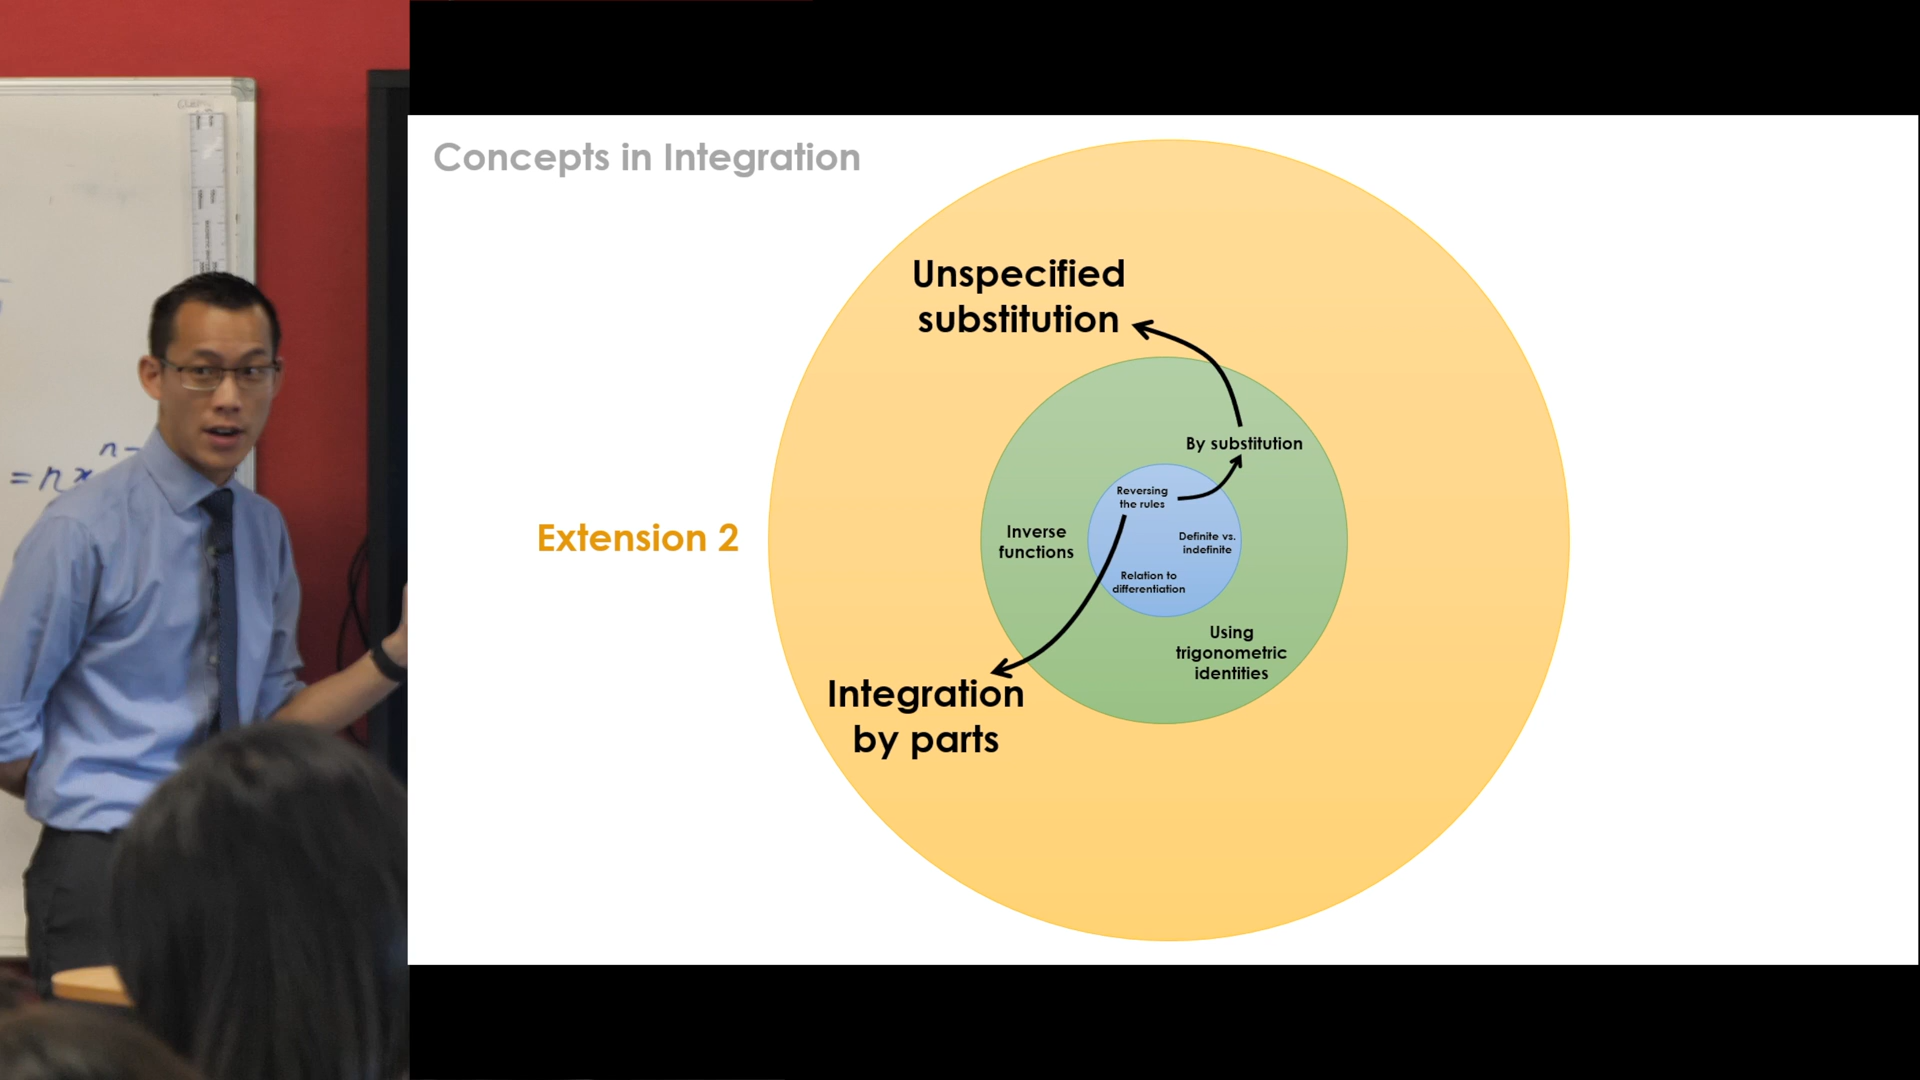 Concepts in Integration
Unspecified
substitution
By substitution
Reversing
the rules
Inverse
functions
Definite vs.
indefinite
Extension 2
Relation to
differentiation
Using
trigonometric
identities
Integration
by parts
= n x n-